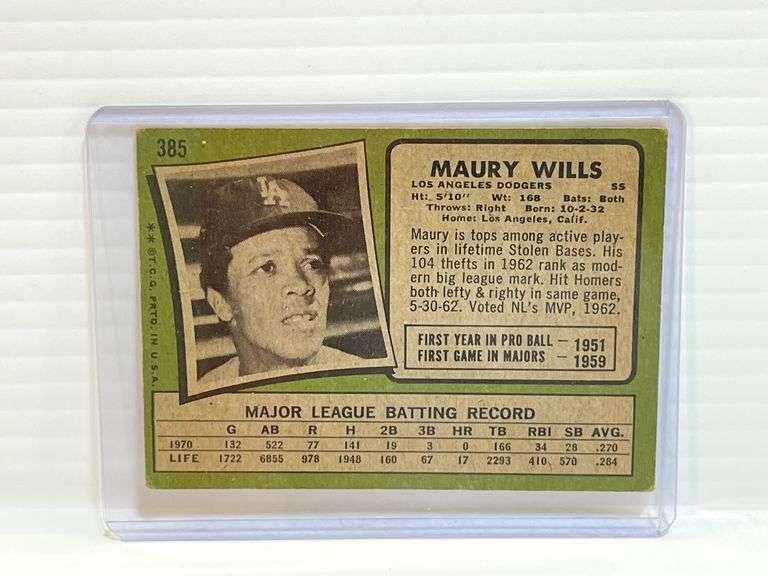 385
LA
MAURY WILLS
LOS ANGELES DODGERS SS
Ht: 5'10" Wt: 168 Bats: Both
Throws: Right Born: 10-2-32
Home: Los Angeles, Calif.
Maury is tops among active play-
ers in lifetime Stolen Bases. His
104 thefts in 1962 rank as mod-
ern big league mark. Hit Homers
both lefty & righty in same game,
5-30-62. Voted NL's MVP, 1962.
FIRST YEAR IN PRO BALL – 1951
FIRST GAME IN MAJORS – 1959
**©T.C.G. PRTD. IN U.S.A.
MAJOR LEAGUE BATTING RECORD
G AB R H 2B 3B HR TB RBI SB AVG.
1970 132 522 77 141 19 3 0 166 34 28 .270
LIFE 1722 6855 978 1948 160 67 17 2293 410 570 .284